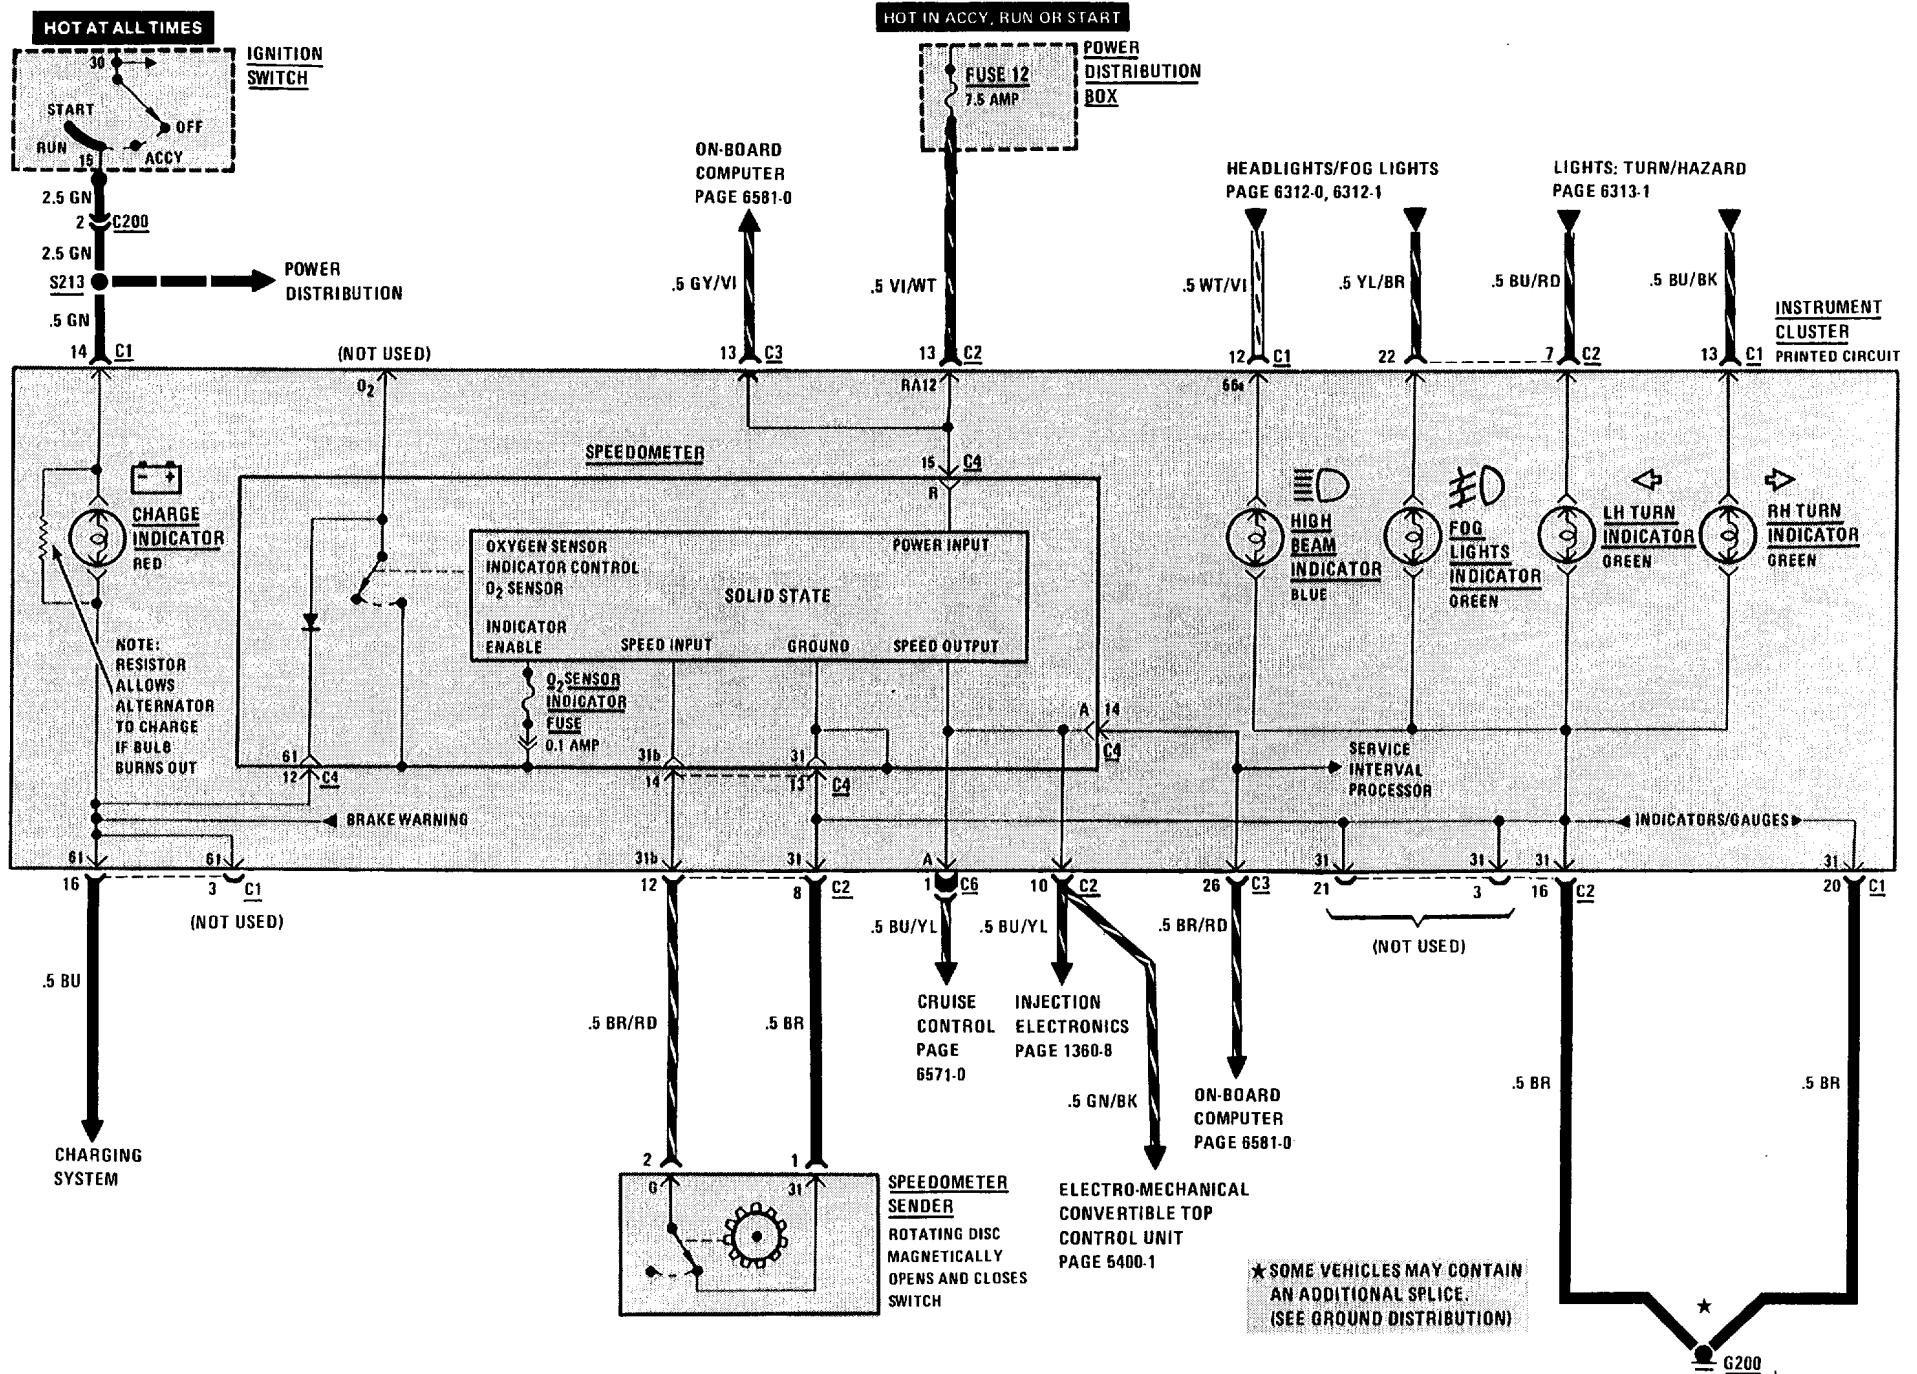 HOT AT ALL TIMES
30
IGNITION
SWITCH
START
OFF
RUN
15
ACCY
2.5 GN
2
C200
2.5 GN
S213
POWER
DISTRIBUTION
.5 GN
14
C1
(NOT USED)
HOT IN ACCY, RUN OR START
FUSE 12
7.5 AMP
POWER
DISTRIBUTION
BOX
ON-BOARD
COMPUTER
PAGE 6581-0
.5 GY/VI
.5 VI/WT
13
C3
13
C2
HEADLIGHTS/FOG LIGHTS
PAGE 6312-0, 6312-1
LIGHTS: TURN/HAZARD
PAGE 6313-1
.5 WT/VI
.5 YL/BR
.5 BU/RD
.5 BU/BK
12
C1
22
7
C2
13
C1
INSTRUMENT
CLUSTER
PRINTED CIRCUIT
O2
RA12
66a
SPEEDOMETER
15
C4
R
CHARGE
INDICATOR
RED
OXYGEN SENSOR
INDICATOR CONTROL
O2 SENSOR
POWER INPUT
SOLID STATE
INDICATOR
ENABLE
SPEED INPUT
GROUND
SPEED OUTPUT
HIGH
BEAM
INDICATOR
BLUE
FOG
LIGHTS
INDICATOR
GREEN
LH TURN
INDICATOR
GREEN
RH TURN
INDICATOR
GREEN
NOTE:
RESISTOR
ALLOWS
ALTERNATOR
TO CHARGE
IF BULB
BURNS OUT
O2 SENSOR
INDICATOR
FUSE
0.1 AMP
A
14
C4
61
12
C4
31b
14
31
13
C4
SERVICE
INTERVAL
PROCESSOR
BRAKE WARNING
INDICATORS/GAUGES
61
61
31b
31
A
31
31
31
31
16
3
C1
12
8
C2
1
C6
10
C2
26
C3
21
3
16
C2
20
C1
(NOT USED)
(NOT USED)
.5 BU
.5 BR/RD
.5 BR
.5 BU/YL
.5 BU/YL
.5 BR/RD
CRUISE
CONTROL
PAGE
6571-0
INJECTION
ELECTRONICS
PAGE 1360-8
.5 GN/BK
ON-BOARD
COMPUTER
PAGE 6581-0
.5 BR
.5 BR
CHARGING
SYSTEM
2
1
G
31
SPEEDOMETER
SENDER
ROTATING DISC
MAGNETICALLY
OPENS AND CLOSES
SWITCH
ELECTRO-MECHANICAL
CONVERTIBLE TOP
CONTROL UNIT
PAGE 5400-1
★SOME VEHICLES MAY CONTAIN
AN ADDITIONAL SPLICE.
(SEE GROUND DISTRIBUTION)
★
G200